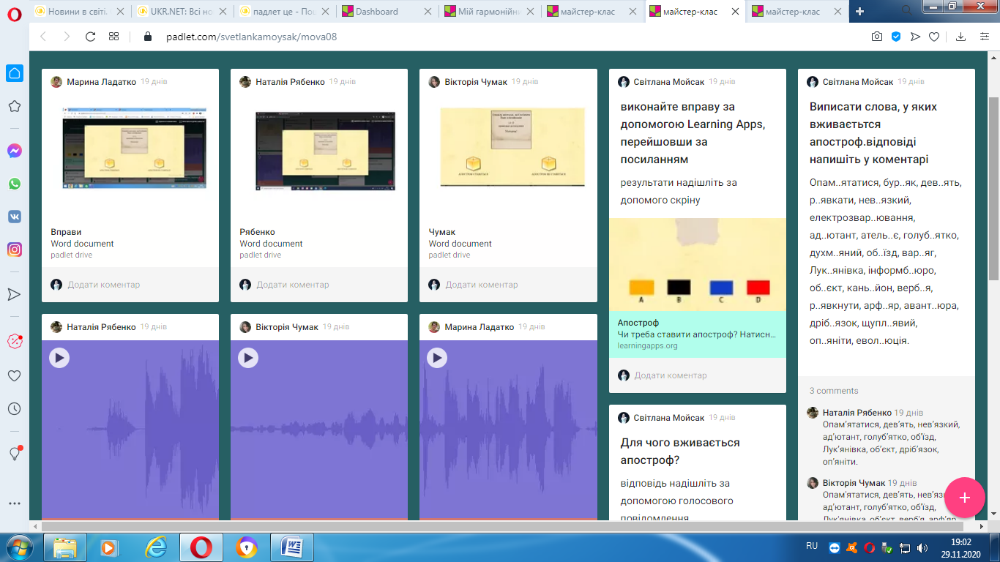 Новини в світі.
UKR.NET: Всі но
падлет це - Пош
Dashboard
Мій гармонійни
майстер-клас
майстер-клас
майстер-клас
padlet.com/svetlankamoysak/mova08
Марина Ладатко 19 днів
Вправи
Word document
padlet drive
Додати коментар
Наталія Рябенко 19 днів
Рябенко
Word document
padlet drive
Додати коментар
Вікторія Чумак 19 днів
АПОСТРОФ СТАВИТЬСЯ
АПОСТРОФ НЕ СТАВИТЬСЯ
Чумак
Word document
padlet drive
Додати коментар
Світлана Мойсак 19 днів
виконайте вправу за
допомогою Learning Apps,
перейшовши за
посиланням
результати надішліть за
допомого скріну
A B C D
Апостроф
Чи треба ставити апостроф? Натисн...
learningapps.org
Додати коментар
Світлана Мойсак 19 днів
Виписати слова, у яких
вживаєтьтся
апостроф.відповіді
напишіть у коментарі
Опам..ятатися, бур..як, дев..ять,
р..явкати, нев..язкий,
електрозвар..ювання,
ад..ютант, атель..є, голуб..ятко,
духм..яний, об..їзд, вар..яг,
Лук..янівка, інформб..юро,
об..єкт, кань..йон, верб..я,
р..явкнути, арф..яр, авант..юра,
дріб..язок, щупл..явий,
оп..яніти, евол..юція.
3 comments
Наталія Рябенко 19 днів
Опам’ятатися, дев’ять, нев’язкий,
ад’ютант, голуб’ятко, об’їзд,
Лук’янівка, об’єкт, дріб’язок,
оп’яніти.
Вікторія Чумак 19 днів
Опам'ятатися, дев'ять, нев'язк
ад'ютант, голуб'ятко, об'їзд,
Лук'янівка, об'єкт, верб'я, арф'яр
Наталія Рябенко 19 днів
Вікторія Чумак 19 днів
Марина Ладатко 19 днів
Світлана Мойсак 19 днів
Для чого вживається
апостроф?
відповідь надішліть за
допомогою голосового
повідомлення
RU
19:02
29.11.2020